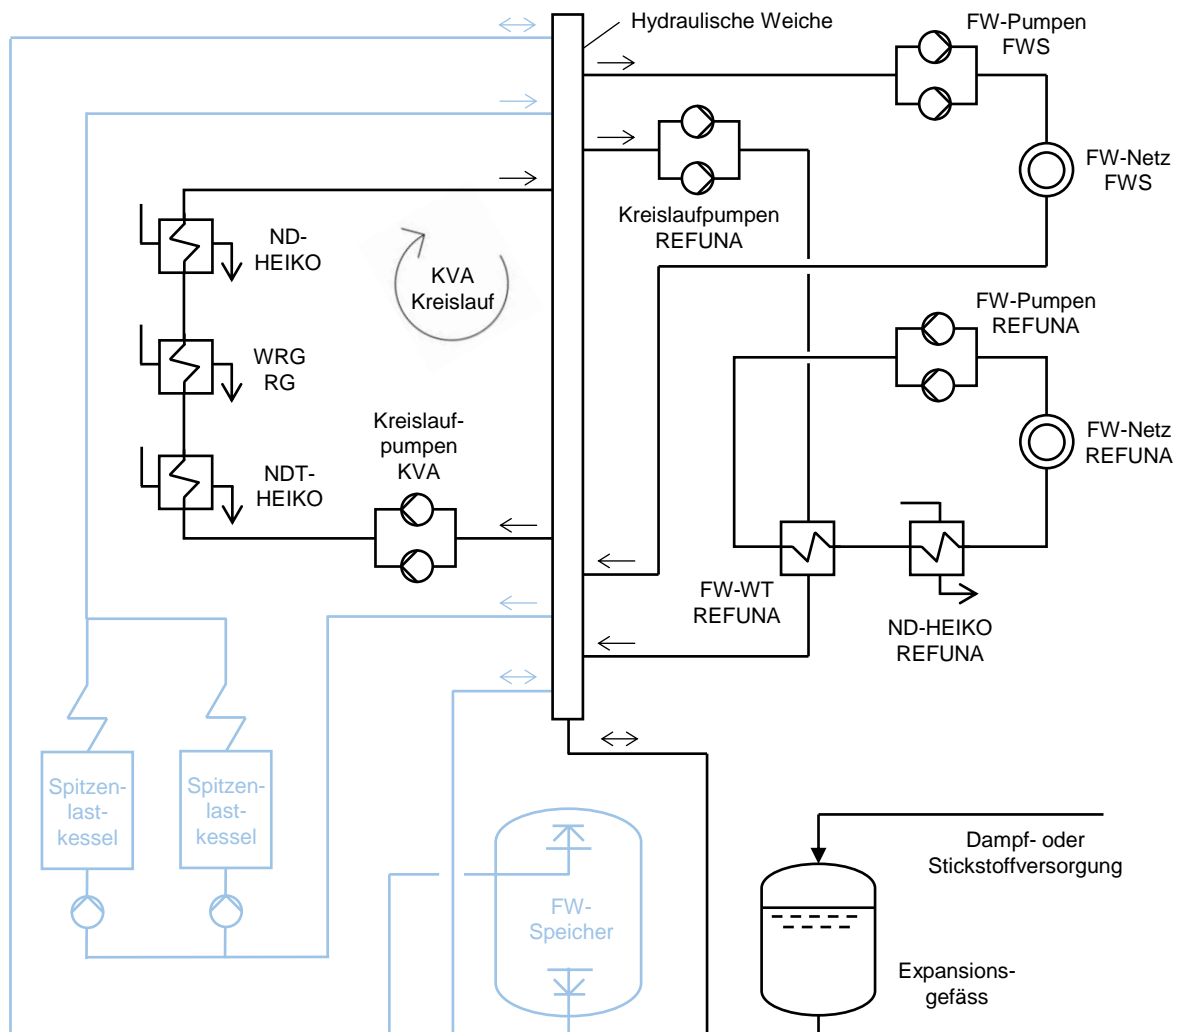 Hydraulische Weiche
FW-Pumpen
FWS
FW-Netz
FWS
Kreislaufpumpen
REFUNA
ND-
HEIKO
KVA
Kreislauf
WRG
RG
FW-Pumpen
REFUNA
Kreislauf-
pumpen
KVA
FW-Netz
REFUNA
NDT-
HEIKO
FW-WT
REFUNA
ND-HEIKO
REFUNA
Spitzen-
last-
kessel
Spitzen-
last-
kessel
Dampf- oder
Stickstoffversorgung
FW-
Speicher
Expansions-
gefäss